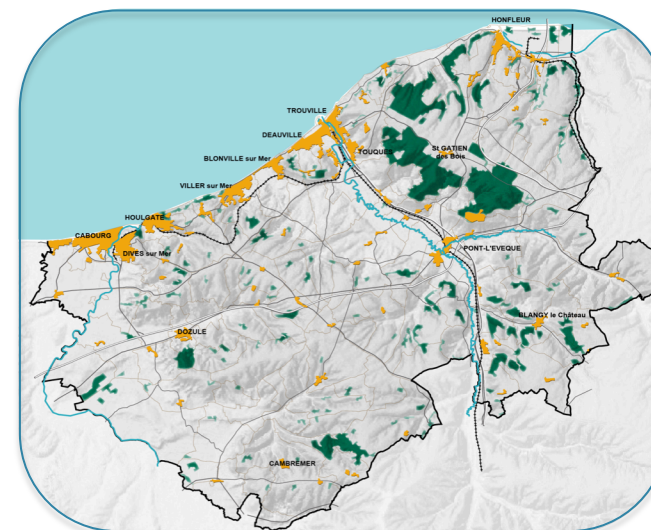 HONFLEUR
TROUVILLE
DEAUVILLE
TOUQUES
St GATIEN
des Bois
BLONVILLE sur Mer
VILLER sur Mer
HOULGATE
CABOURG
DIVES sur Mer
PONT-L'EVEQUE
BLANGY le Château
DOZULE
CAMBREMER